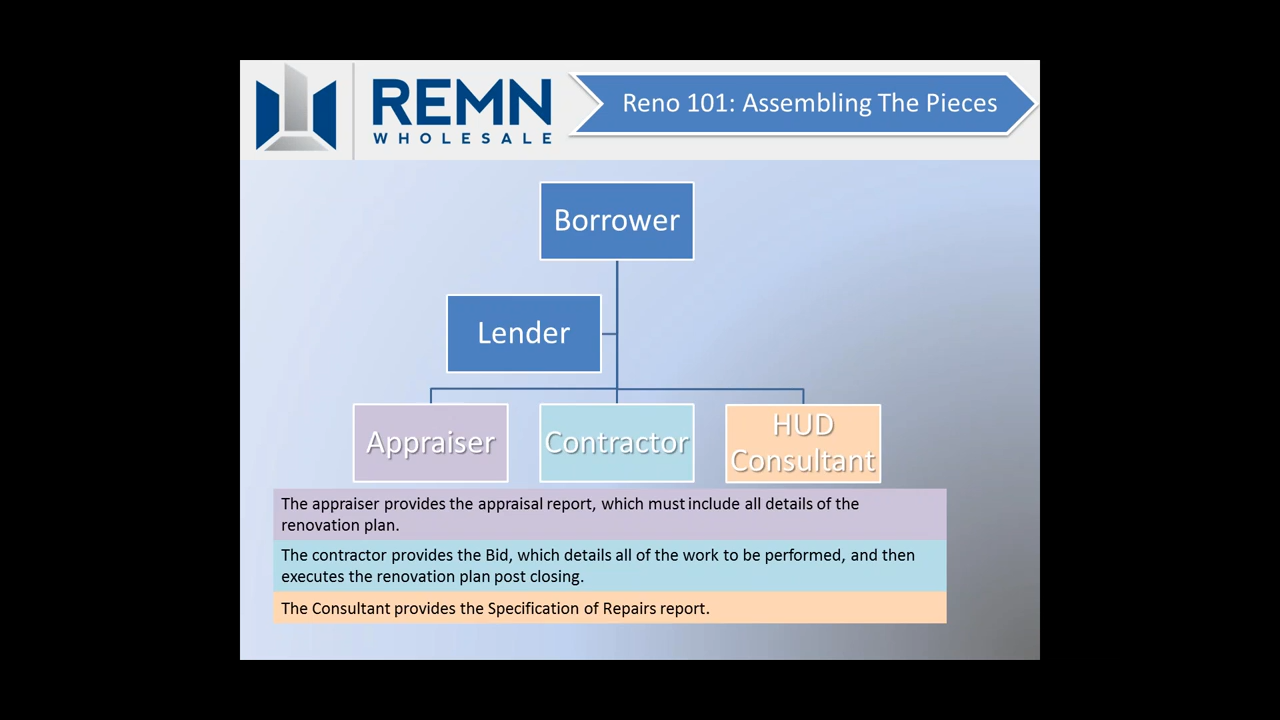 REMN
WHOLESALE
Reno 101: Assembling The Pieces
Borrower
Lender
Appraiser
Contractor
HUD
Consultant
The appraiser provides the appraisal report, which must include all details of the
renovation plan.
The contractor provides the Bid, which details all of the work to be performed, and then
executes the renovation plan post closing.
The Consultant provides the Specification of Repairs report.